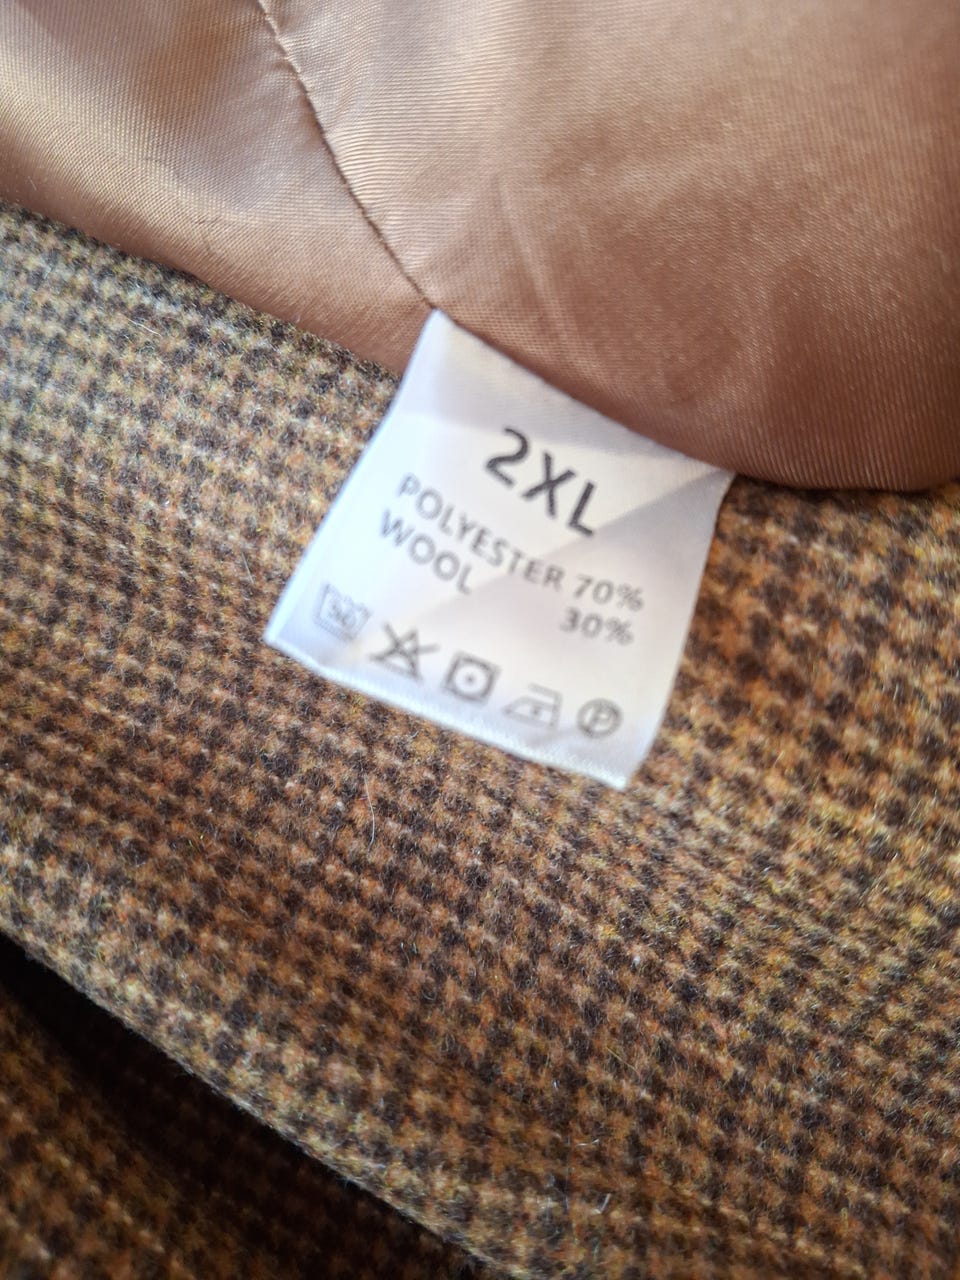 2XL
POLYESTER 70%
WOOL 30%
P